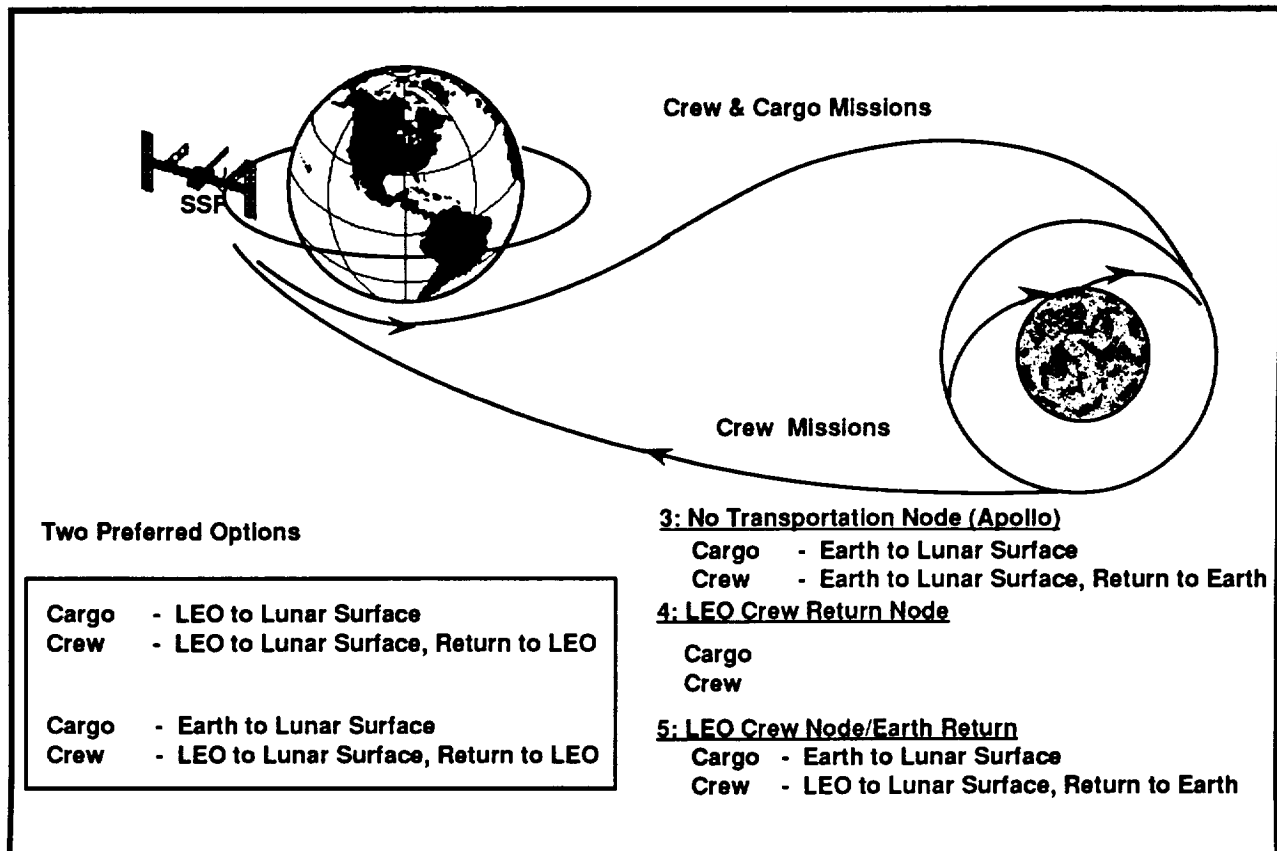 Crew & Cargo Missions
SSF
Crew Missions
Two Preferred Options
Cargo - LEO to Lunar Surface
Crew - LEO to Lunar Surface, Return to LEO
Cargo - Earth to Lunar Surface
Crew - LEO to Lunar Surface, Return to LEO
3: No Transportation Node (Apollo)
Cargo - Earth to Lunar Surface
Crew - Earth to Lunar Surface, Return to Earth
4: LEO Crew Return Node
Cargo
Crew
5: LEO Crew Node/Earth Return
Cargo - Earth to Lunar Surface
Crew - LEO to Lunar Surface, Return to Earth